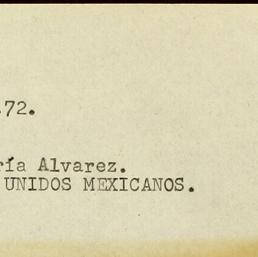 72.
ría Alvarez.
UNIDOS MEXICANOS.